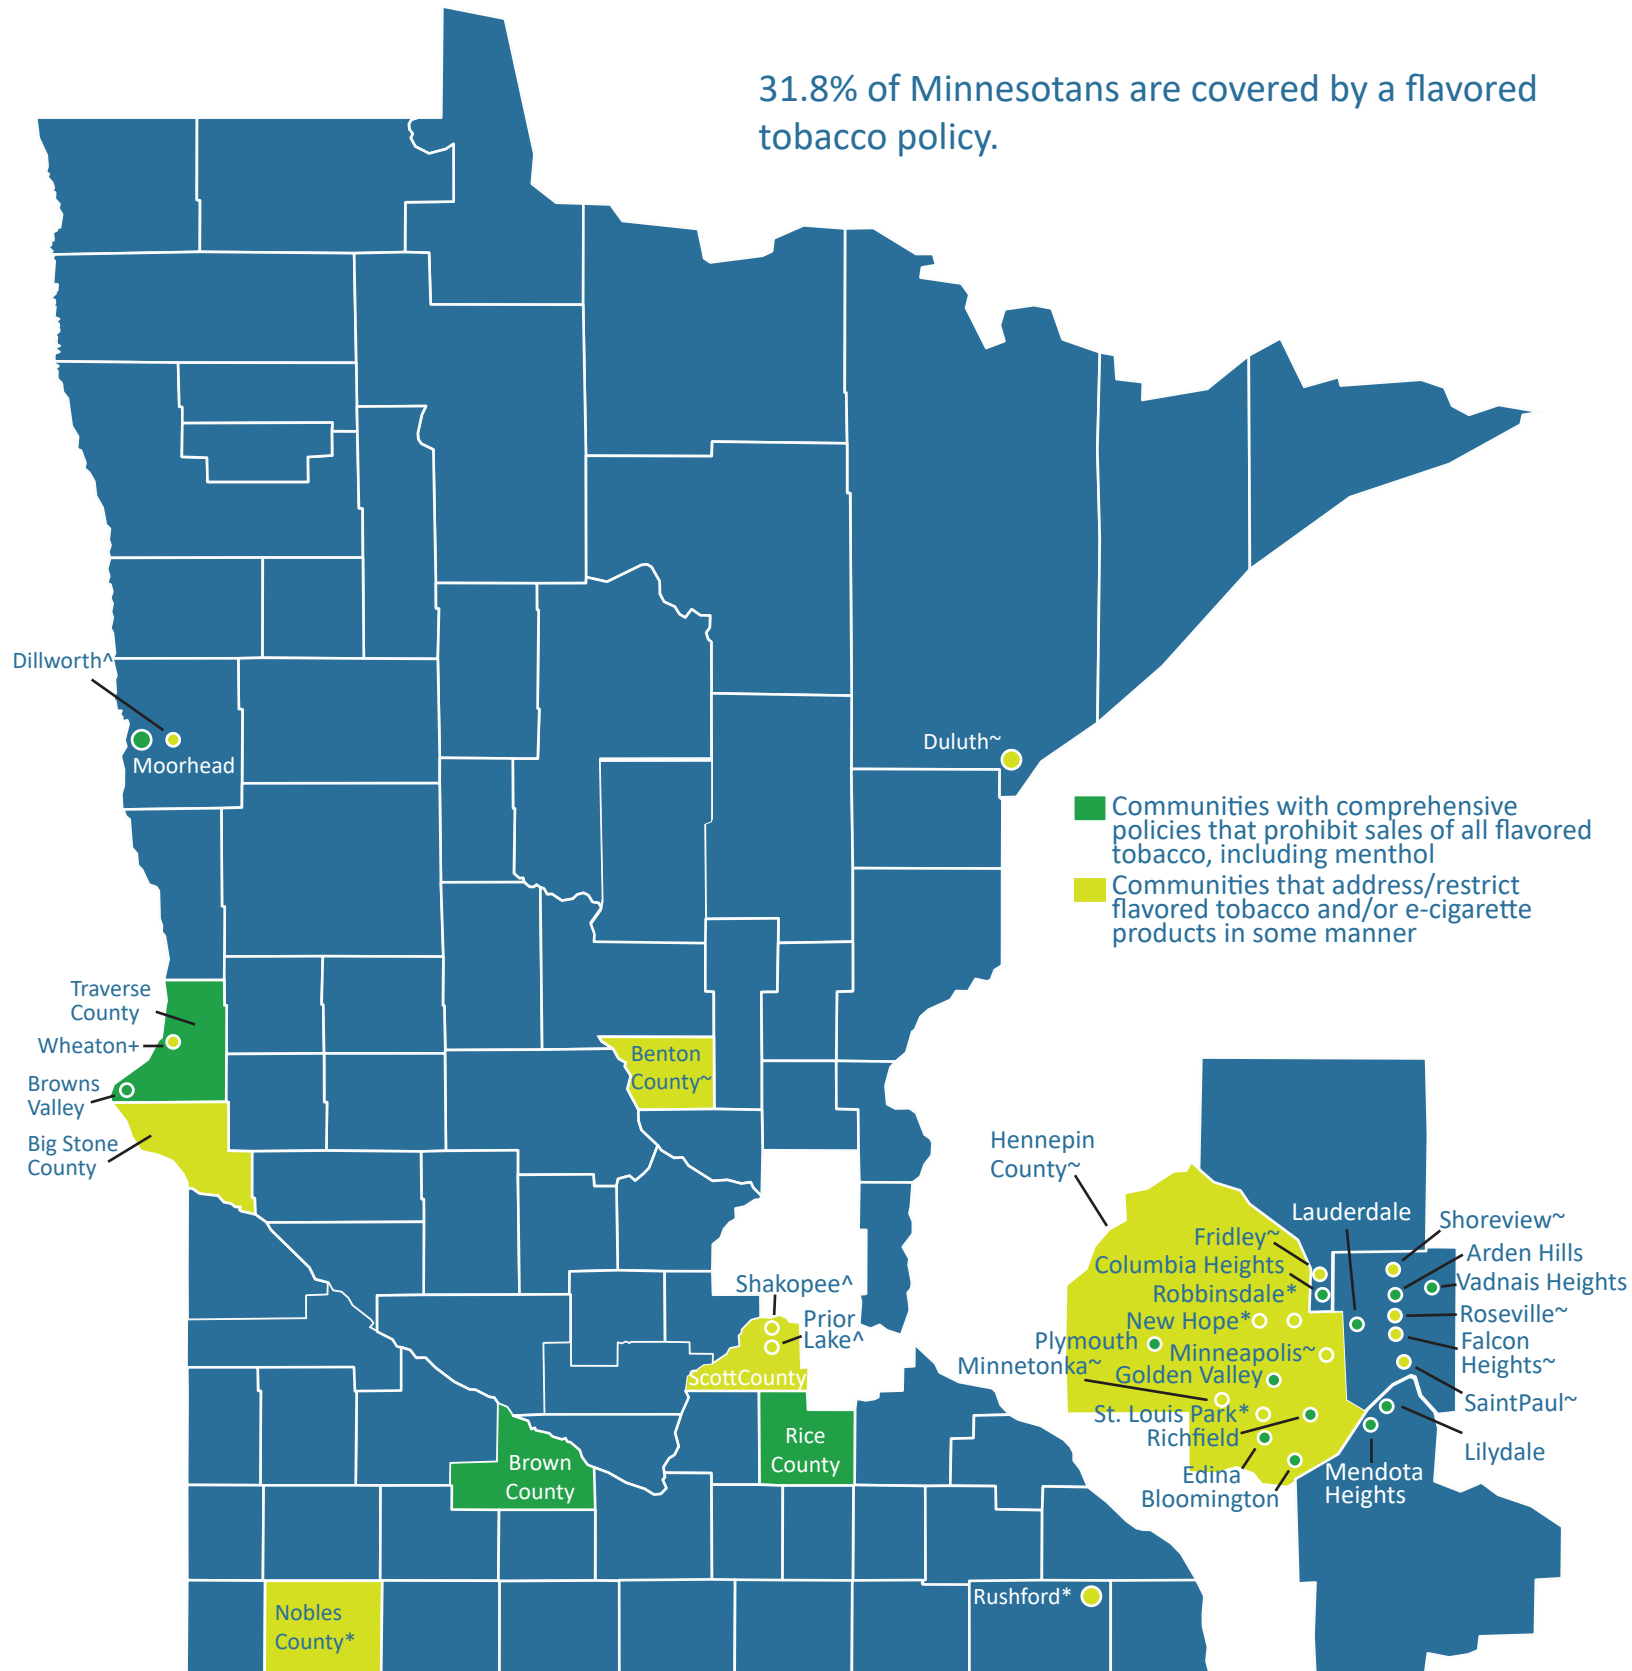 31.8% of Minnesotans are covered by a flavored
tobacco policy.
Dillworth^
Moorhead
Duluth~
Communities with comprehensive
policies that prohibit sales of all flavored
tobacco, including menthol
Communities that address/restrict
flavored tobacco and/or e-cigarette
products in some manner
Traverse
County
Wheaton+
Browns
Valley
Big Stone
County
Benton
County~
Hennepin
County~
Lauderdale
Shoreview~
Fridley~
Arden Hills
Columbia Heights
Vadnais Heights
Robbinsdale*
Roseville~
New Hope*
Falcon
Heights~
Plymouth
Minneapolis~
Minnetonka~
Golden Valley
SaintPaul~
St. Louis Park*
Richfield
Lilydale
Edina
Mendota
Heights
Bloomington
Shakopee^
Prior
Lake^
ScottCounty
Rice
County
Brown
County
Rushford*
Nobles
County*